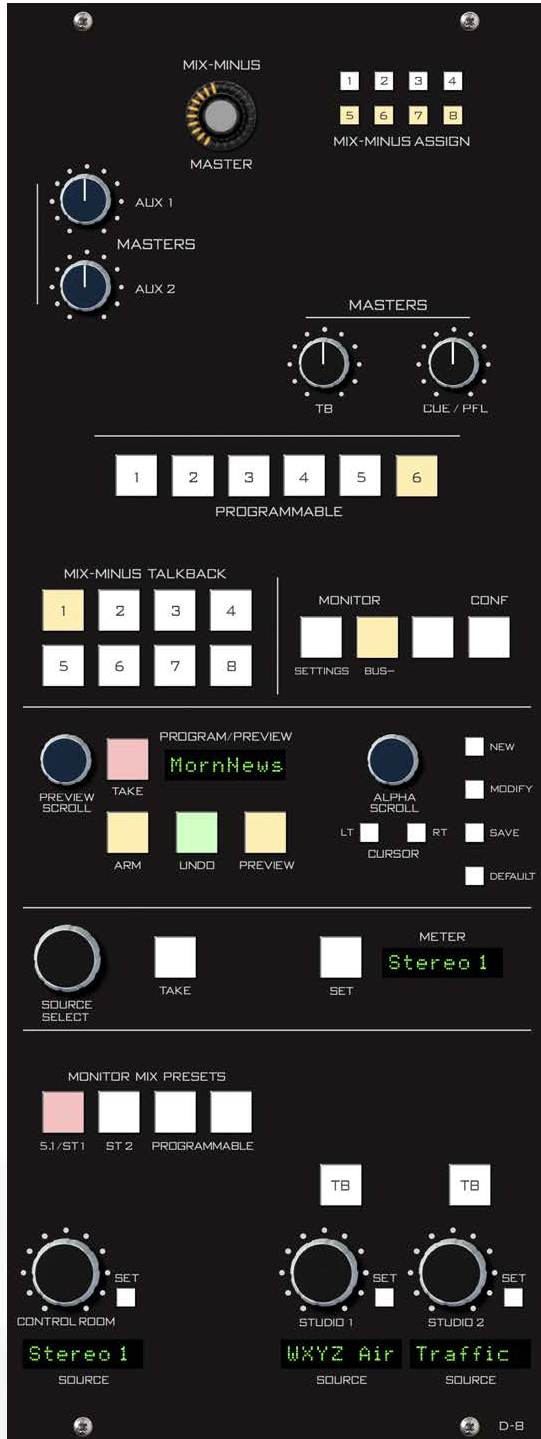 MIX-MINUS
MASTER
1 2 3 4
5 6 7 8
MIX-MINUS ASSIGN
AUX 1
MASTERS
AUX 2
MASTERS
TB
CUE / PFL
1 2 3 4 5 6
PROGRAMMABLE
MIX-MINUS TALKBACK
1 2 3 4
5 6 7 8
MONITOR
CONF
SETTINGS
BUS–
PREVIEW
SCROLL
TAKE
PROGRAM/PREVIEW
MornNews
ARM
UNDO
PREVIEW
ALPHA
SCROLL
LT
RT
CURSOR
NEW
MODIFY
SAVE
DEFAULT
SOURCE
SELECT
TAKE
SET
METER
Stereo 1
MONITOR MIX PRESETS
5.1/ST1
ST 2
PROGRAMMABLE
TB
TB
SET
CONTROL ROOM
Stereo 1
SOURCE
SET
STUDIO 1
WXYZ Air
SOURCE
SET
STUDIO 2
Traffic
SOURCE
D-8